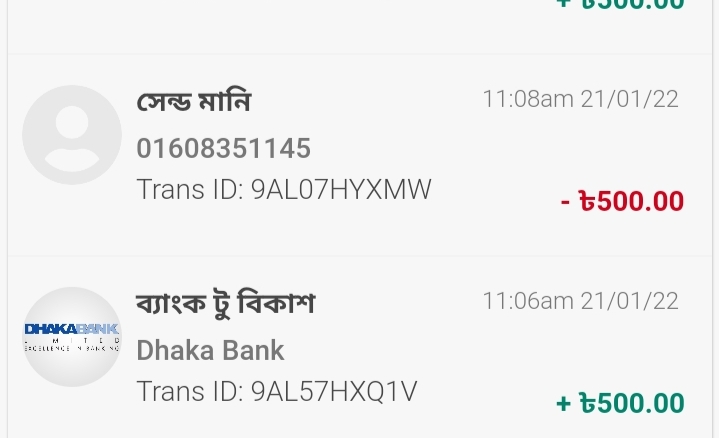 + ৳500.00
সেন্ড মানি
11:08am 21/01/22
01608351145
Trans ID: 9AL07HYXMW
- ৳500.00
ব্যাংক টু বিকাশ
11:06am 21/01/22
DHAKABANK
LIMITED
EXCELLENCE IN BANKING
Dhaka Bank
Trans ID: 9AL57HXQ1V
+ ৳500.00